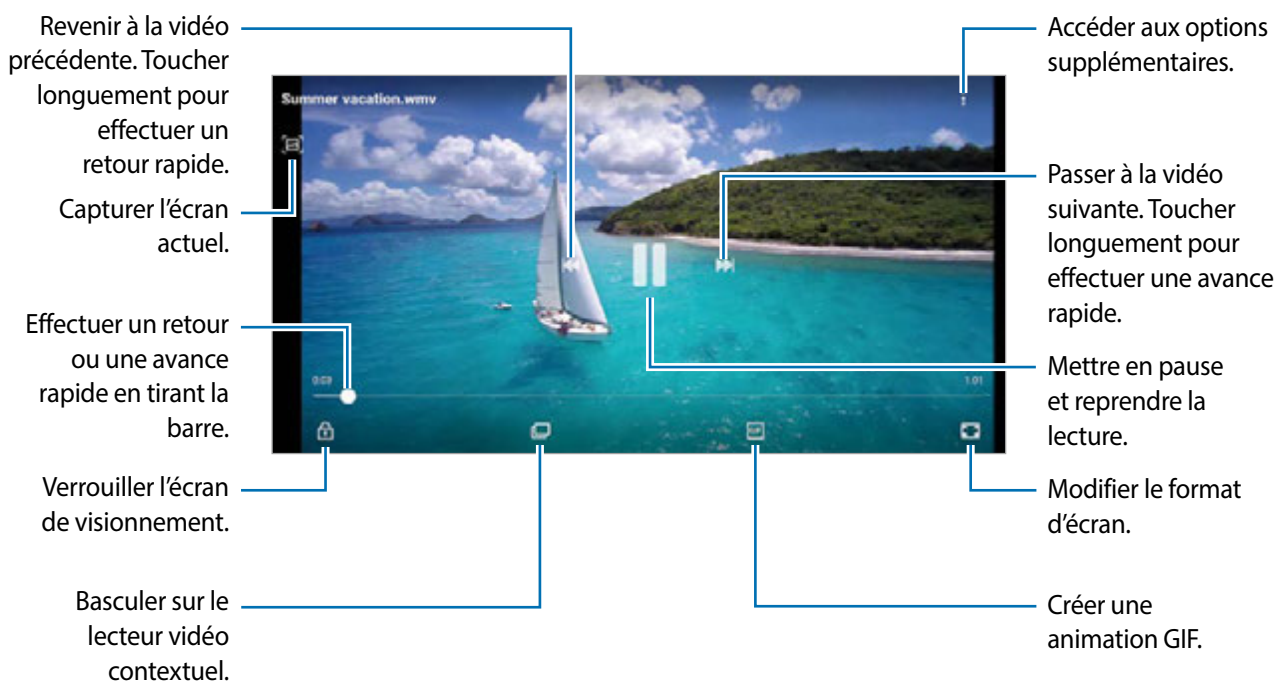 Revenir à la vidéo
précédente. Toucher
longuement pour
effectuer un
retour rapide.
Capturer l’écran
actuel.
Effectuer un retour
ou une avance
rapide en tirant la
barre.
Verrouiller l’écran
de visionnement.
Basculer sur le
lecteur vidéo
contextuel.
Summer vacation.wmv
0:03
1:01
GIF
Accéder aux options
supplémentaires.
Passer à la vidéo
suivante. Toucher
longuement pour
effectuer une avance
rapide.
Mettre en pause
et reprendre la
lecture.
Modifier le format
d’écran.
Créer une
animation GIF.